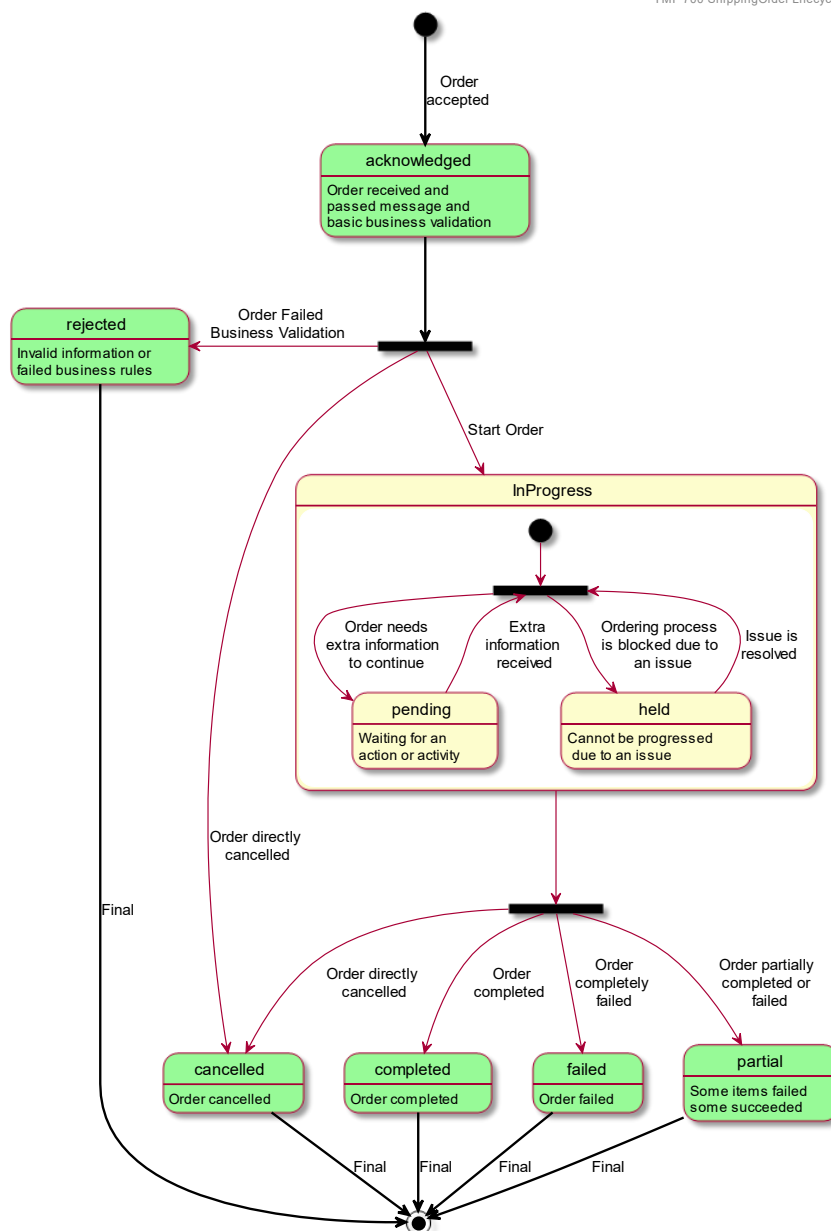 Order
accepted
acknowledged
Order received and
passed message and
basic business validation
Order Failed
Business Validation
rejected
Invalid information or
failed business rules
Start Order
InProgress
Order needs
extra information
to continue
Extra
information
received
Ordering process
is blocked due to
an issue
Issue is
resolved
pending
Waiting for an
action or activity
held
Cannot be progressed
due to an issue
Order directly
cancelled
Final
Order directly
cancelled
Order
completed
Order
completely
failed
Order partially
completed or
failed
cancelled
Order cancelled
completed
Order completed
failed
Order failed
partial
Some items failed
some succeeded
Final
Final
Final
Final